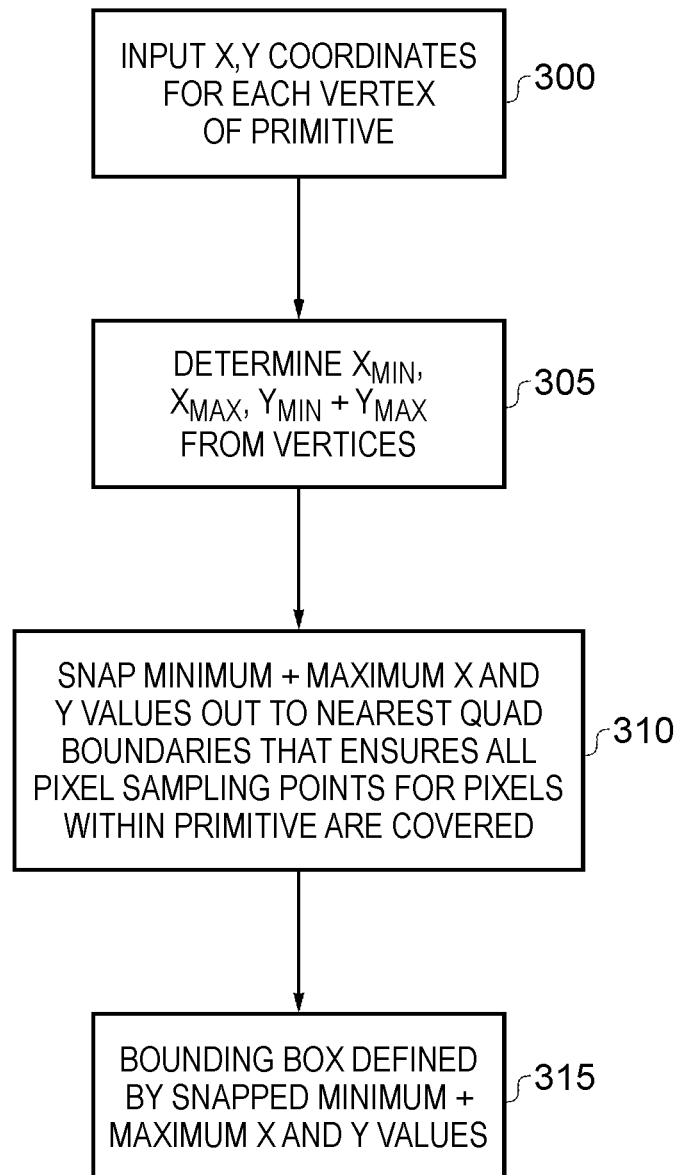 INPUT X,Y COORDINATES
FOR EACH VERTEX
OF PRIMITIVE
300
DETERMINE XMIN,
XMAX, YMIN + YMAX
FROM VERTICES
305
SNAP MINIMUM + MAXIMUM X AND
Y VALUES OUT TO NEAREST QUAD
BOUNDARIES THAT ENSURES ALL
PIXEL SAMPLING POINTS FOR PIXELS
WITHIN PRIMITIVE ARE COVERED
310
BOUNDING BOX DEFINED
BY SNAPPED MINIMUM +
MAXIMUM X AND Y VALUES
315